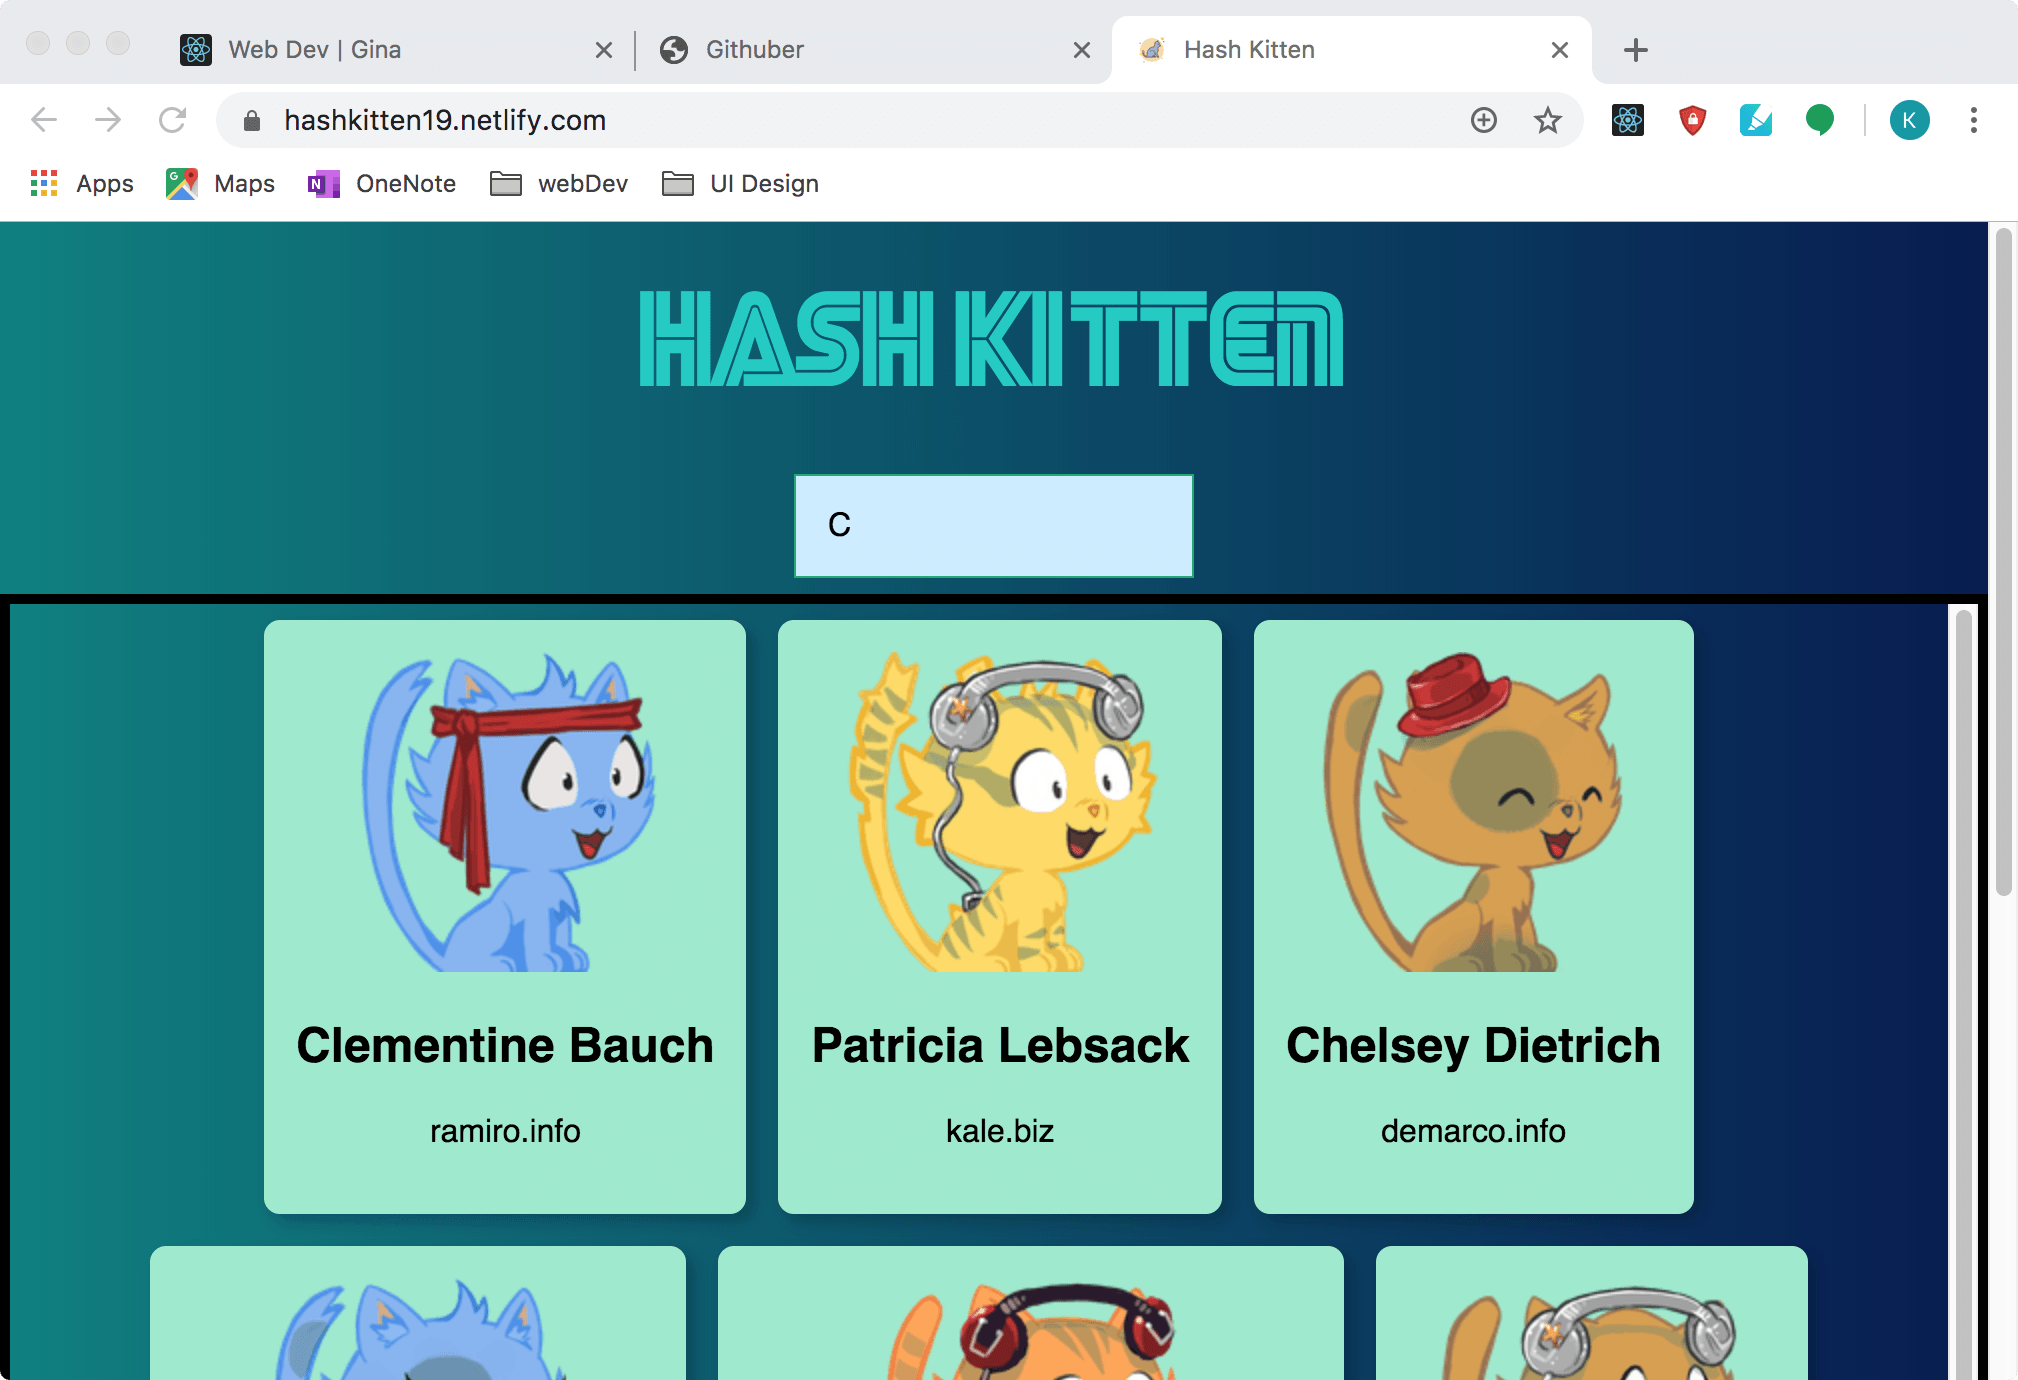 Web Dev | Gina
Githuber
Hash Kitten
hashkitten19.netlify.com
K
Apps
G
Maps
N
OneNote
webDev
UI Design
HASH KITTEN
C
Clementine Bauch
Patricia Lebsack
Chelsey Dietrich
ramiro.info
kale.biz
demarco.info